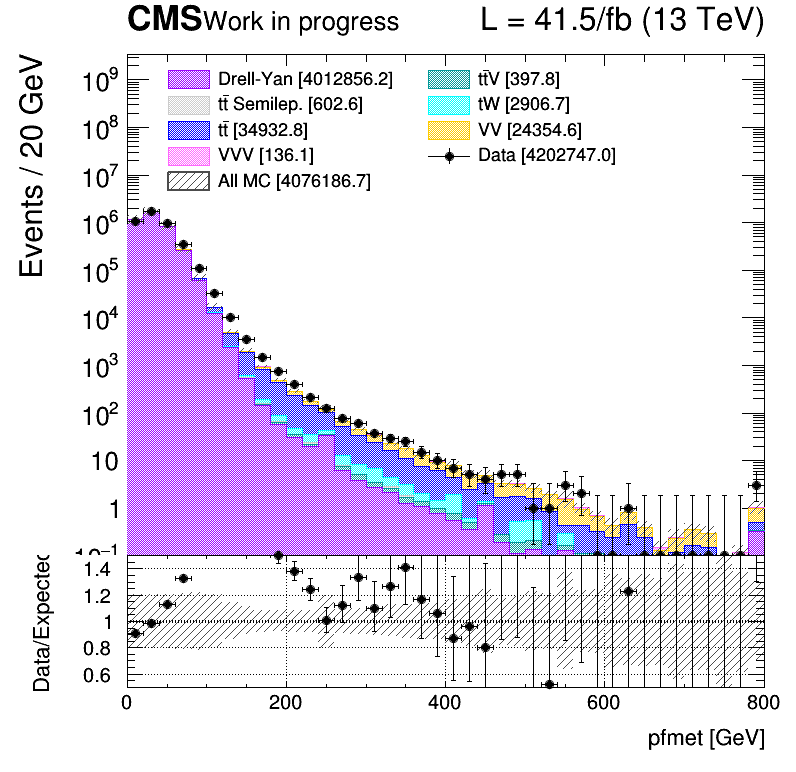 CMS Work in progress L = 41.5/fb (13 TeV)
Events / 20 GeV
Drell-Yan [4012856.2] tt̄V [397.8]
tt̄ Semilep. [602.6] tW [2906.7]
tt̄ [34932.8] VV [24354.6]
VVV [136.1] Data [4202747.0]
All MC [4076186.7]
10⁹
10⁸
10⁷
10⁶
10⁵
10⁴
10³
10²
10
1
10⁻¹
Data/Expected
1.4
1.2
1
0.8
0.6
0 200 400 600 800
pfmet [GeV]